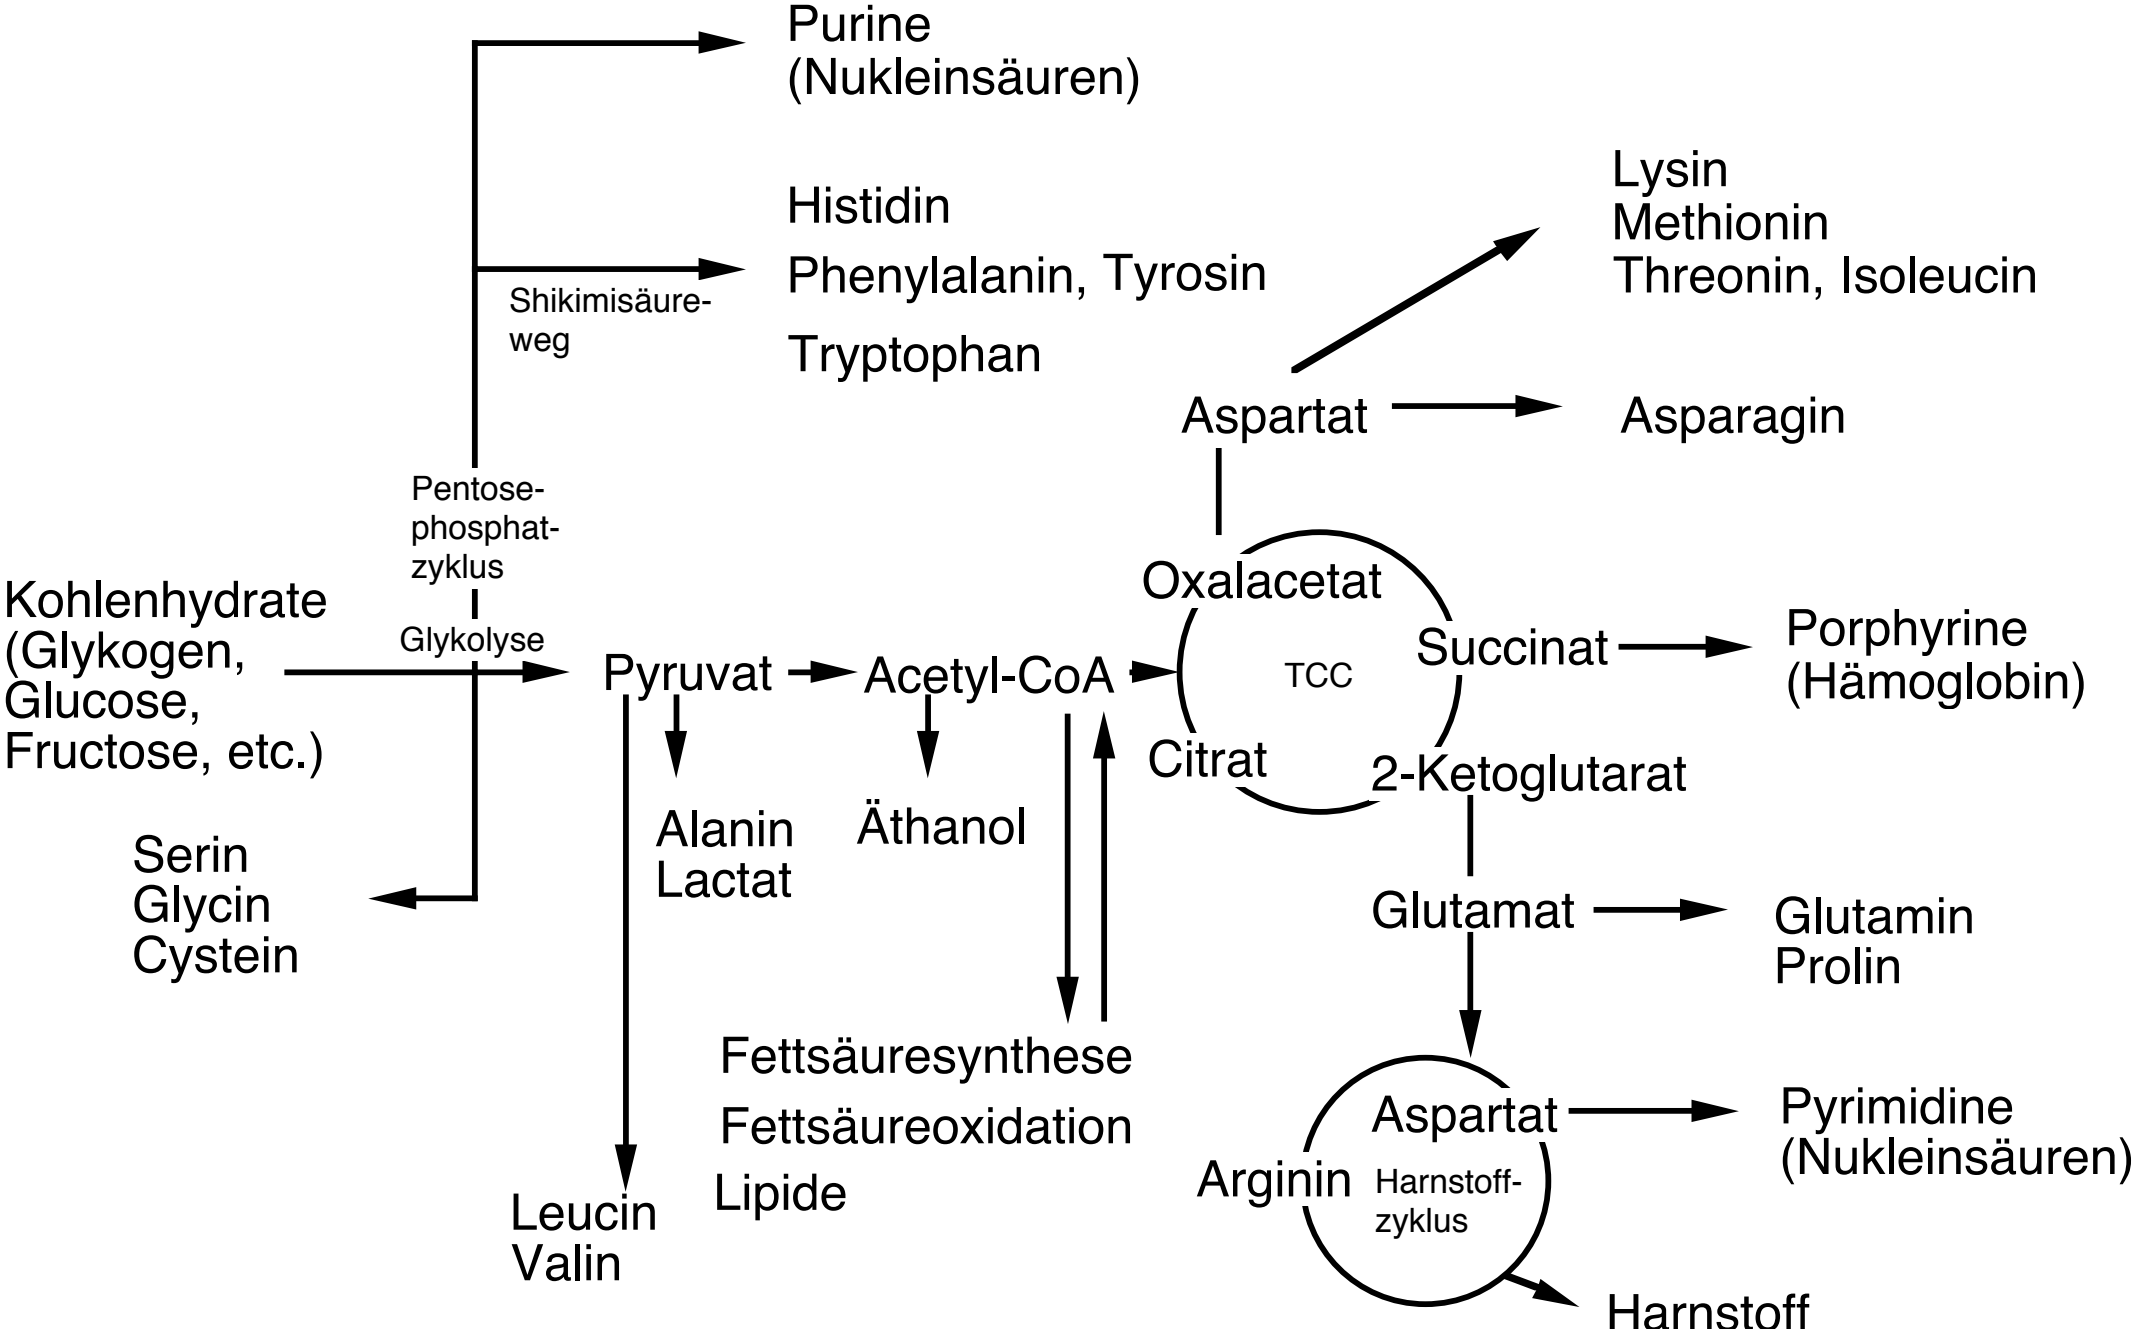 Purine
(Nukleinsäuren)
Histidin
Phenylalanin, Tyrosin
Tryptophan
Shikimisäure-
weg
Lysin
Methionin
Threonin, Isoleucin
Aspartat
Asparagin
Pentose-
phosphat-
zyklus
Kohlenhydrate
(Glykogen,
Glucose,
Fructose, etc.)
Glykolyse
Pyruvat
Acetyl-CoA
Oxalacetat
TCC
Succinat
Citrat
2-Ketoglutarat
Porphyrine
(Hämoglobin)
Serin
Glycin
Cystein
Alanin
Lactat
Äthanol
Glutamat
Glutamin
Prolin
Fettsäuresynthese
Fettsäureoxidation
Lipide
Leucin
Valin
Aspartat
Arginin
Harnstoff-
zyklus
Pyrimidine
(Nukleinsäuren)
Harnstoff